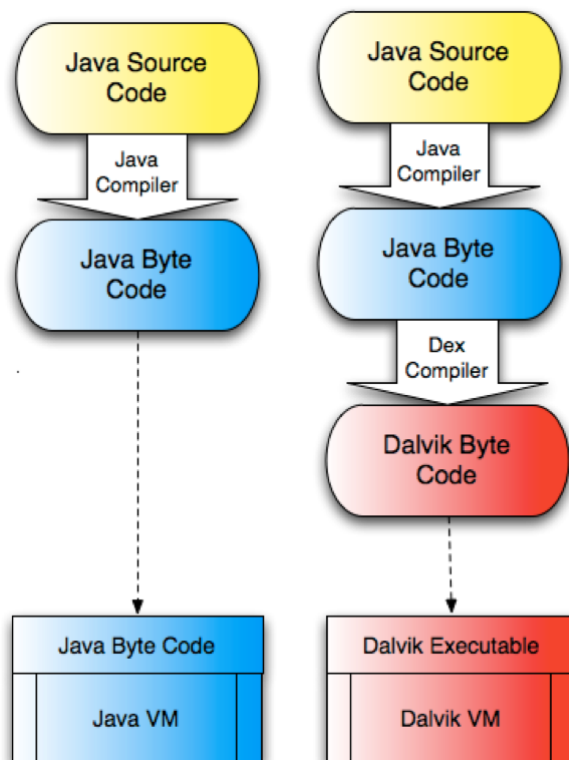 Java Source
Code
Java
Compiler
Java Byte
Code
Java Byte Code
Java VM
Java Source
Code
Java
Compiler
Java Byte
Code
Dex
Compiler
Dalvik Byte
Code
Dalvik Executable
Dalvik VM